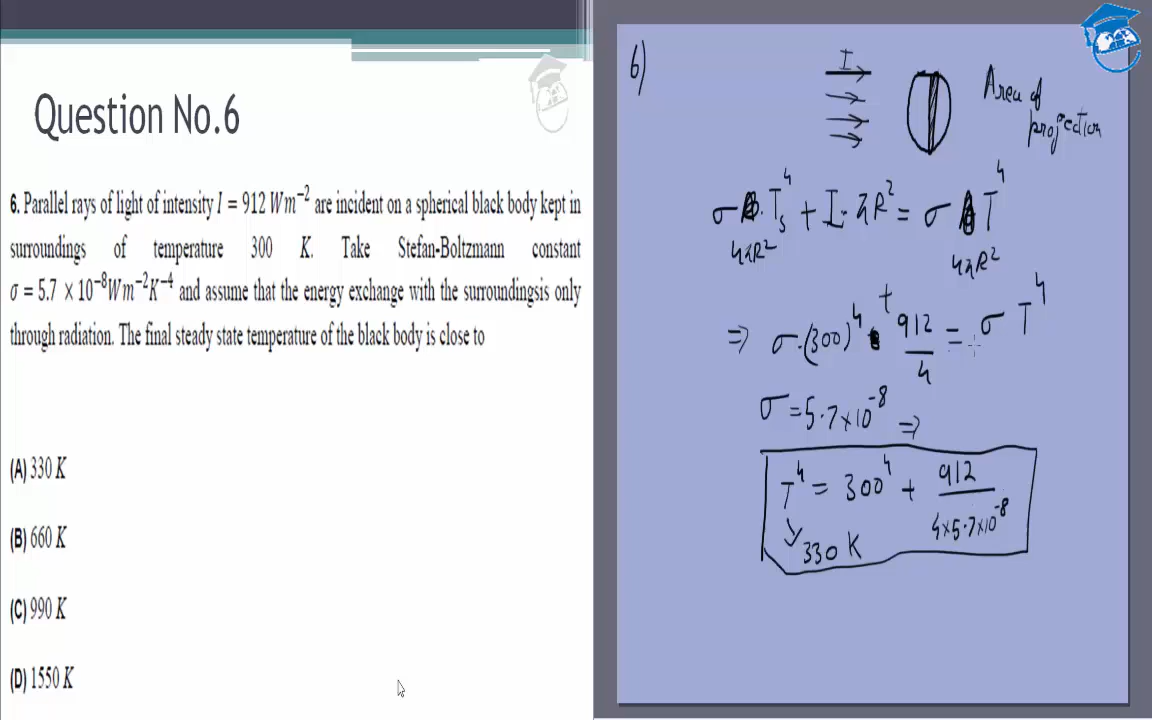 Question No.6
6. Parallel rays of light of intensity I = 912 Wm⁻² are incident on a spherical black body kept in
surroundings of temperature 300 K. Take Stefan-Boltzmann constant
σ = 5.7 × 10⁻⁸Wm⁻²K⁻⁴ and assume that the energy exchange with the surroundingsis only
through radiation. The final steady state temperature of the black body is close to
(A) 330 K
(B) 660 K
(C) 990 K
(D) 1550 K
6)
I
Area of
projection
σ . Tₛ⁴ + I · πR² = σ T⁴
4πR² 4πR²
⇒ σ·(300)⁴ + 912/4 = σ T⁴
σ = 5.7×10⁻⁸ ⇒
T⁴ = 300⁴ + 912/(4×5.7×10⁻⁸)
330 K